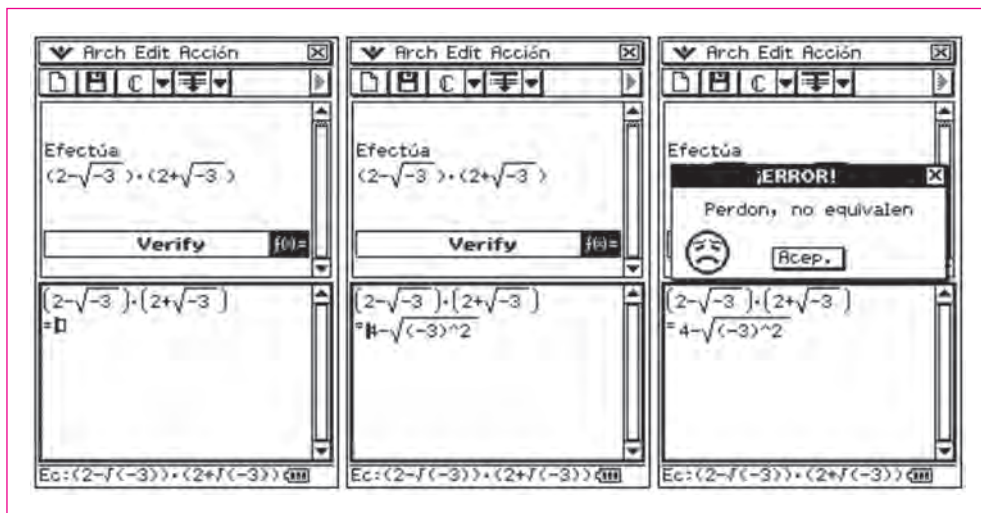 Arch Edit Acción
Efectúa
(2-√-3)·(2+√-3)
Verify
f(x)=
(2-√-3)·(2+√-3)
=
Ec:(2-√(-3))·(2+√(-3))
Arch Edit Acción
Efectúa
(2-√-3)·(2+√-3)
Verify
f(x)=
(2-√-3)·(2+√-3)
=4-√(-3)^2
Ec:(2-√(-3))·(2+√(-3))
Arch Edit Acción
Efectúa
¡ERROR!
Perdon, no equivalen
Acep.
(2-√-3)·(2+√-3)
=4-√(-3)^2
Ec:(2-√(-3))·(2+√(-3))